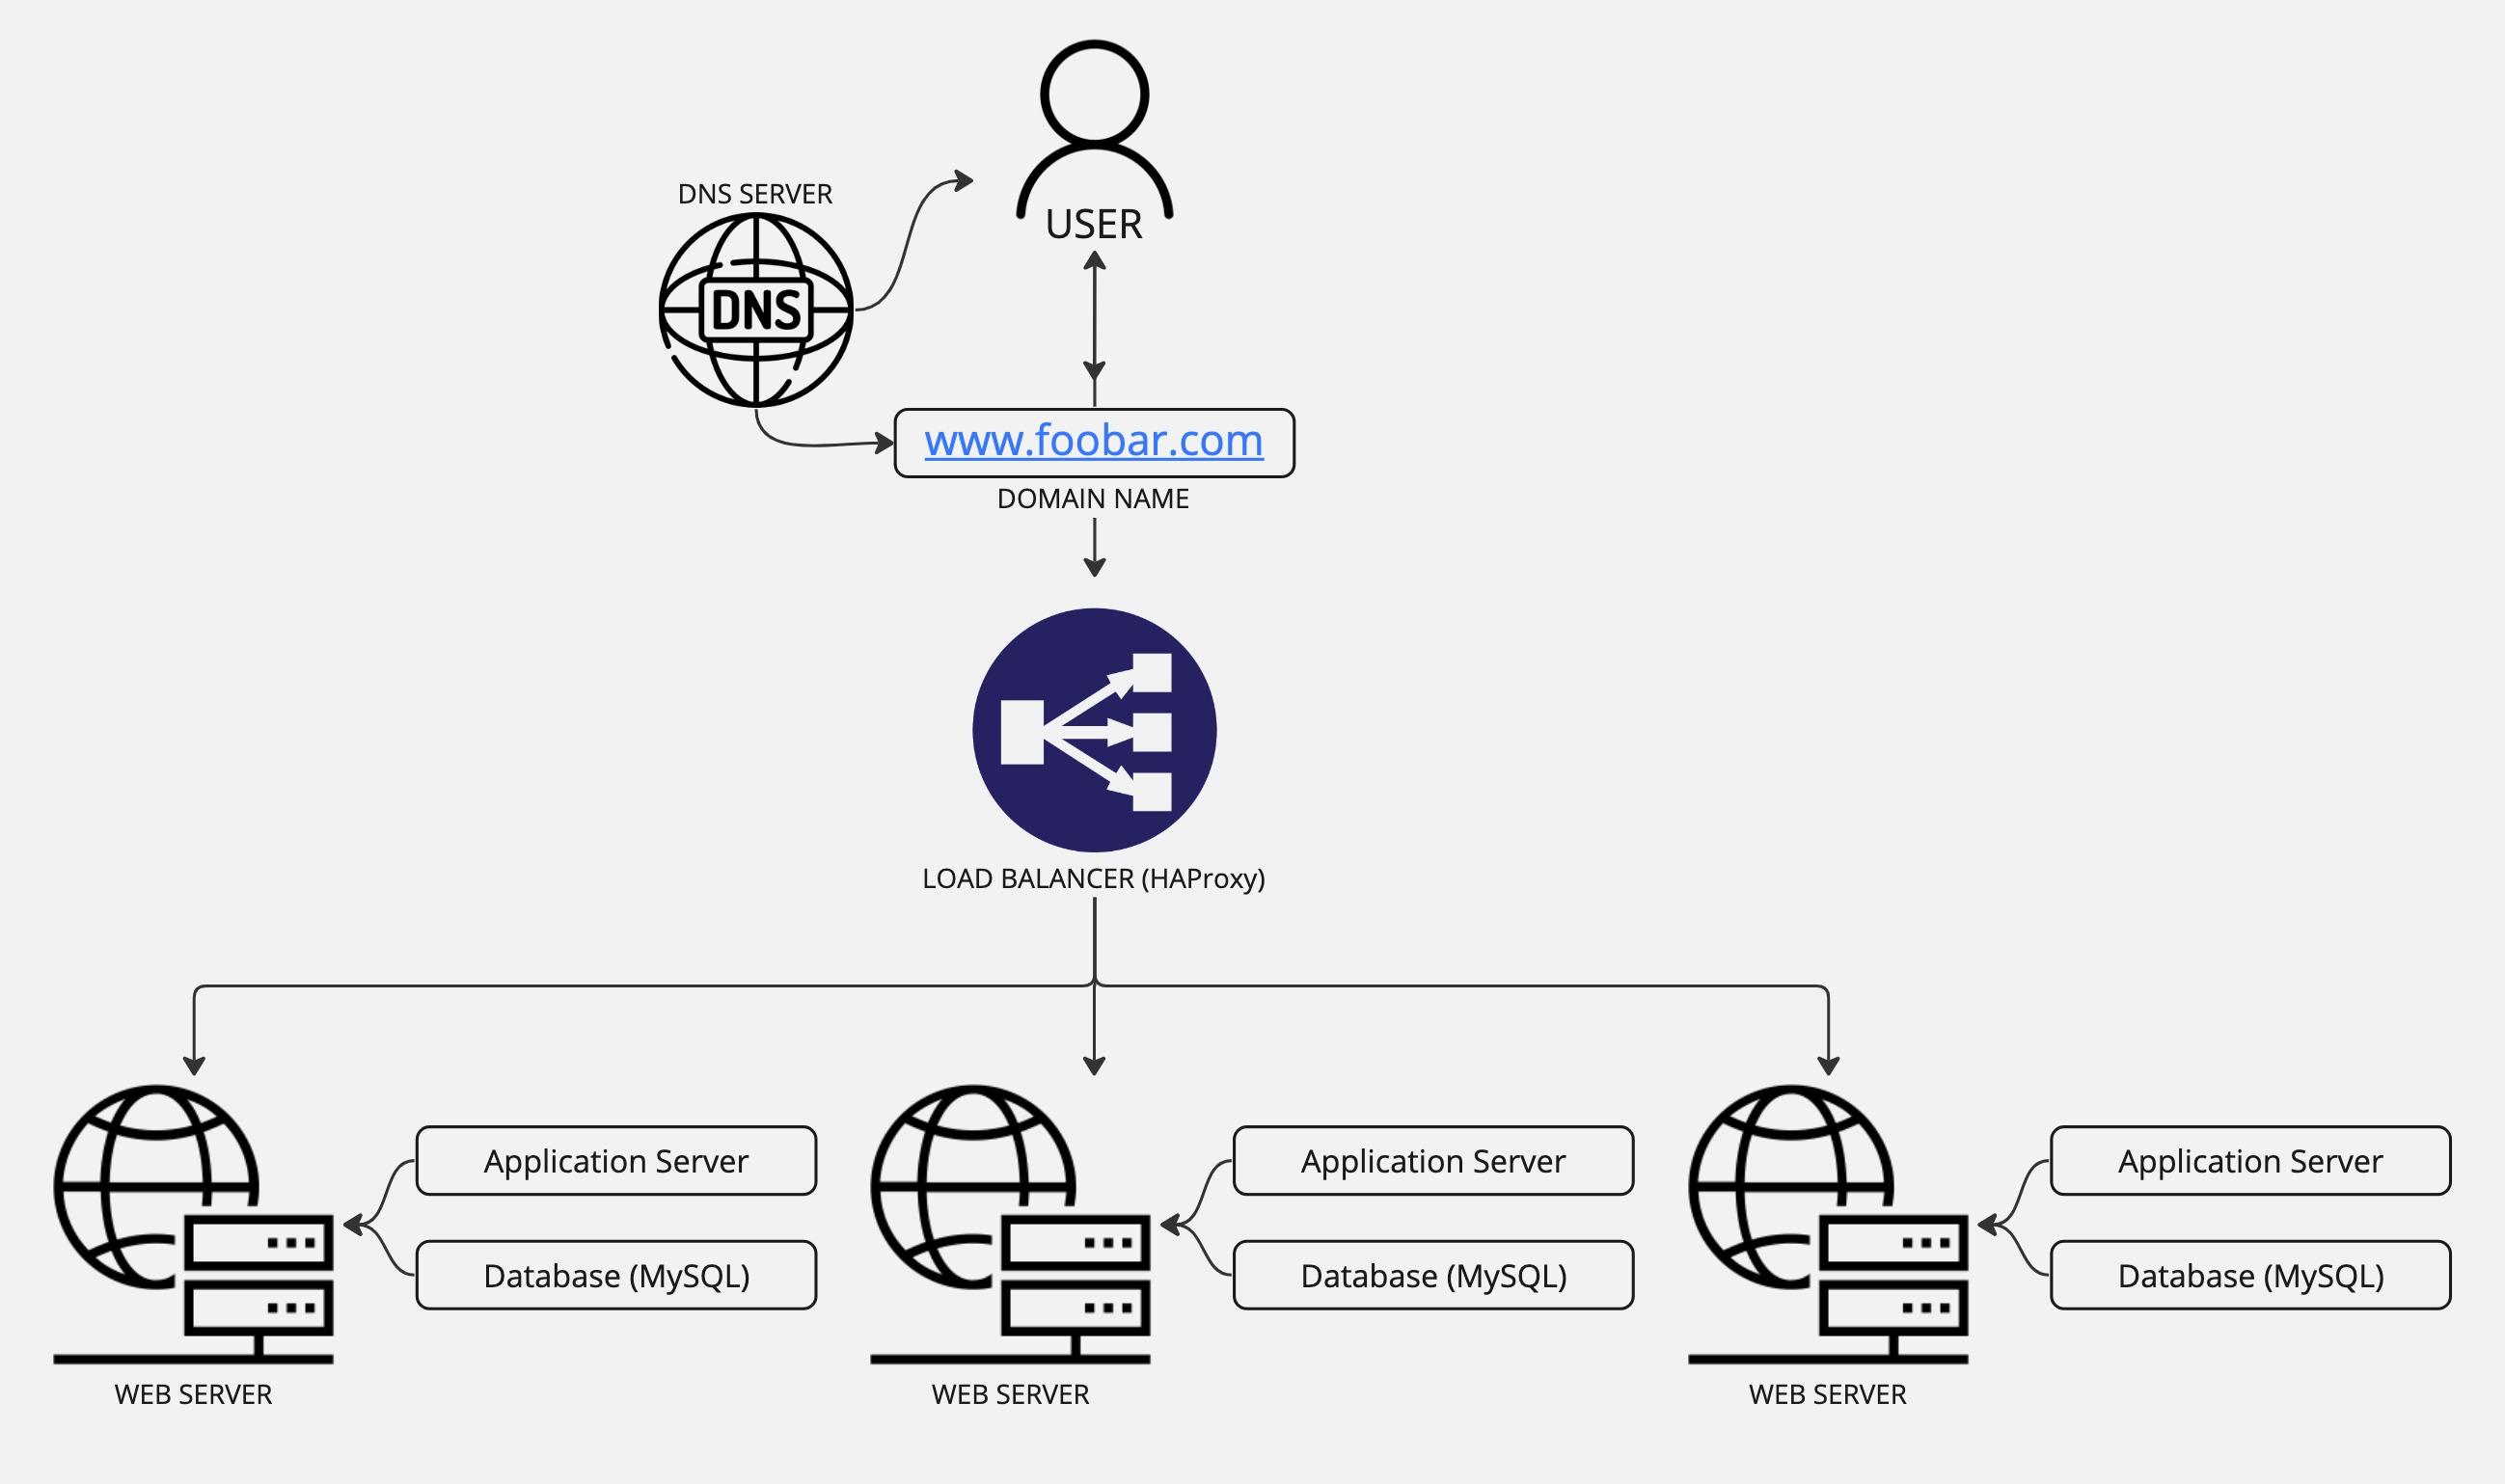 USER
DNS SERVER
DNS
www.foobar.com
DOMAIN NAME
LOAD BALANCER (HAProxy)
Application Server
Database (MySQL)
WEB SERVER
Application Server
Database (MySQL)
WEB SERVER
Application Server
Database (MySQL)
WEB SERVER